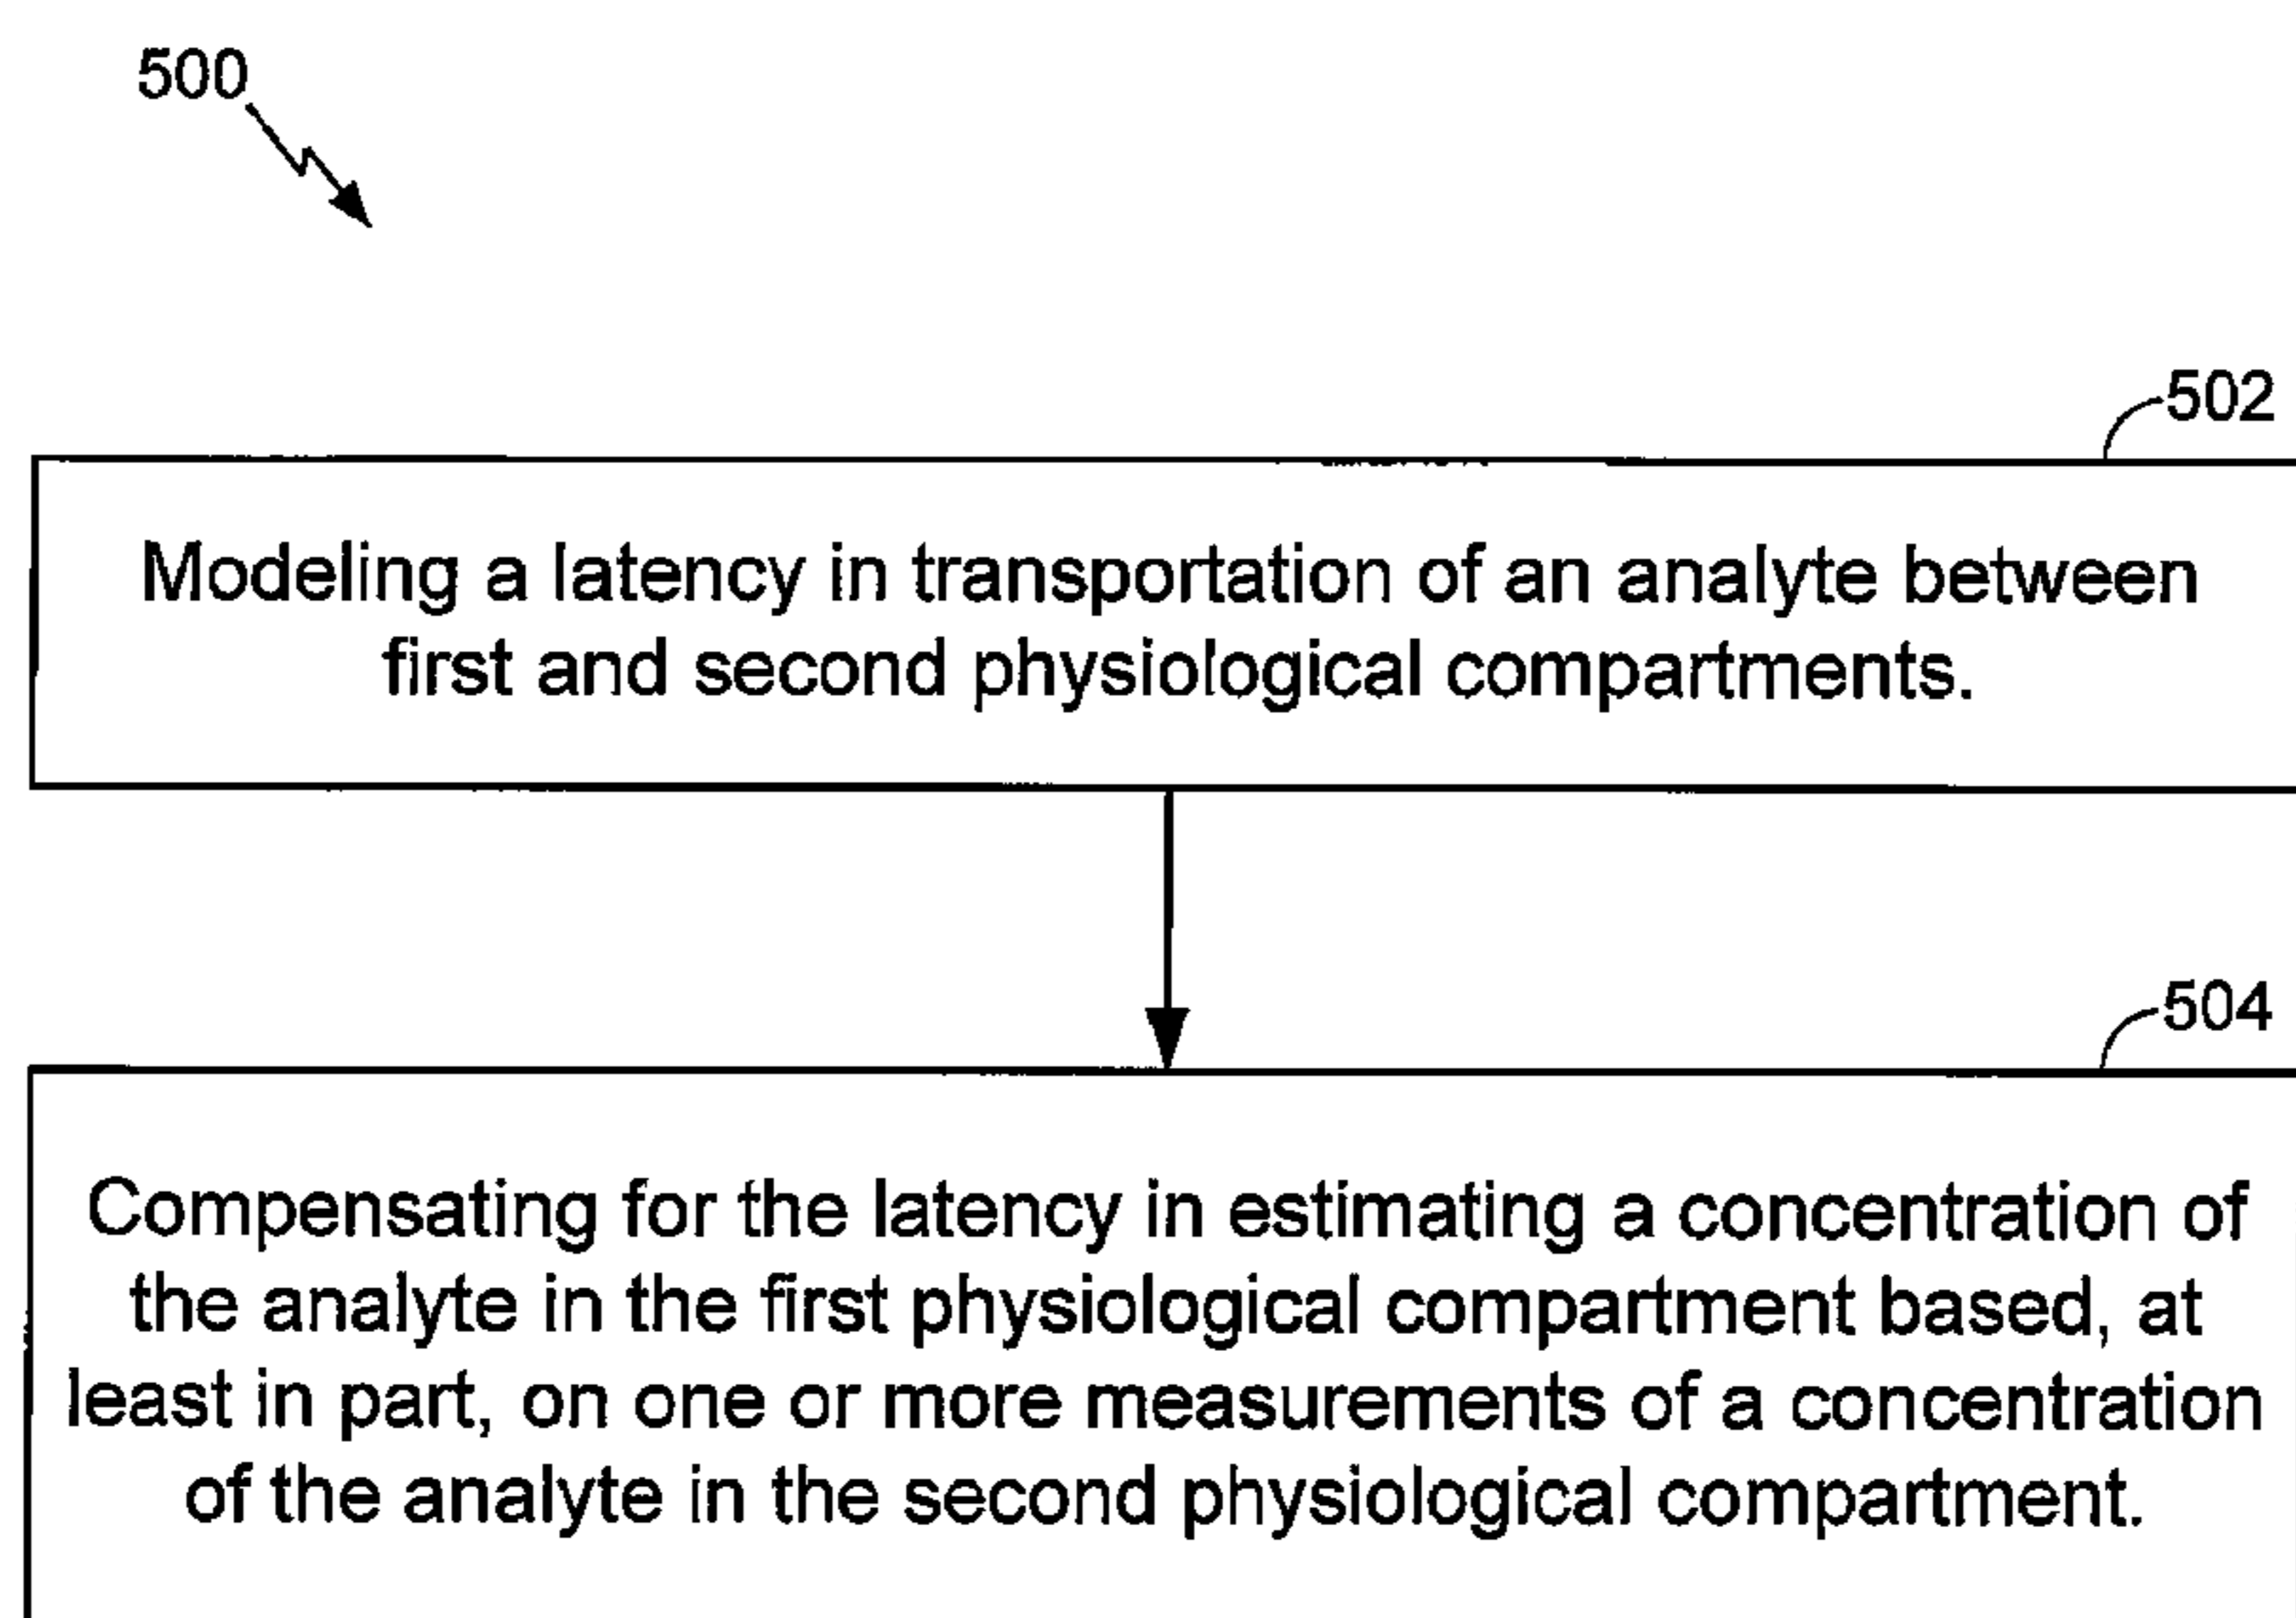 500
502
Modeling a latency in transportation of an analyte between
first and second physiological compartments.
504
Compensating for the latency in estimating a concentration of
the analyte in the first physiological compartment based, at
least in part, on one or more measurements of a concentration
of the analyte in the second physiological compartment.